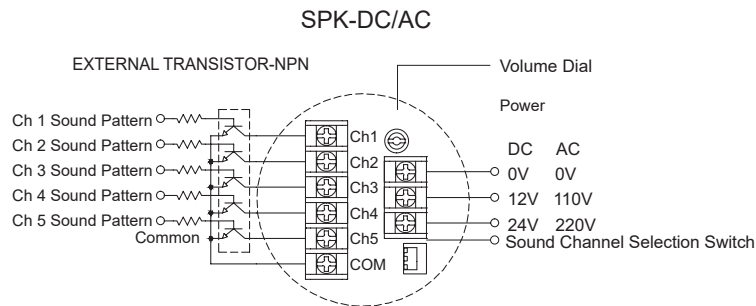 SPK-DC/AC
EXTERNAL TRANSISTOR-NPN
Volume Dial
Power
Ch 1 Sound Pattern
Ch 2 Sound Pattern
Ch 3 Sound Pattern
Ch 4 Sound Pattern
Ch 5 Sound Pattern
Common
Ch1
Ch2
Ch3
Ch4
Ch5
COM
DC AC
0V 0V
12V 110V
24V 220V
Sound Channel Selection Switch